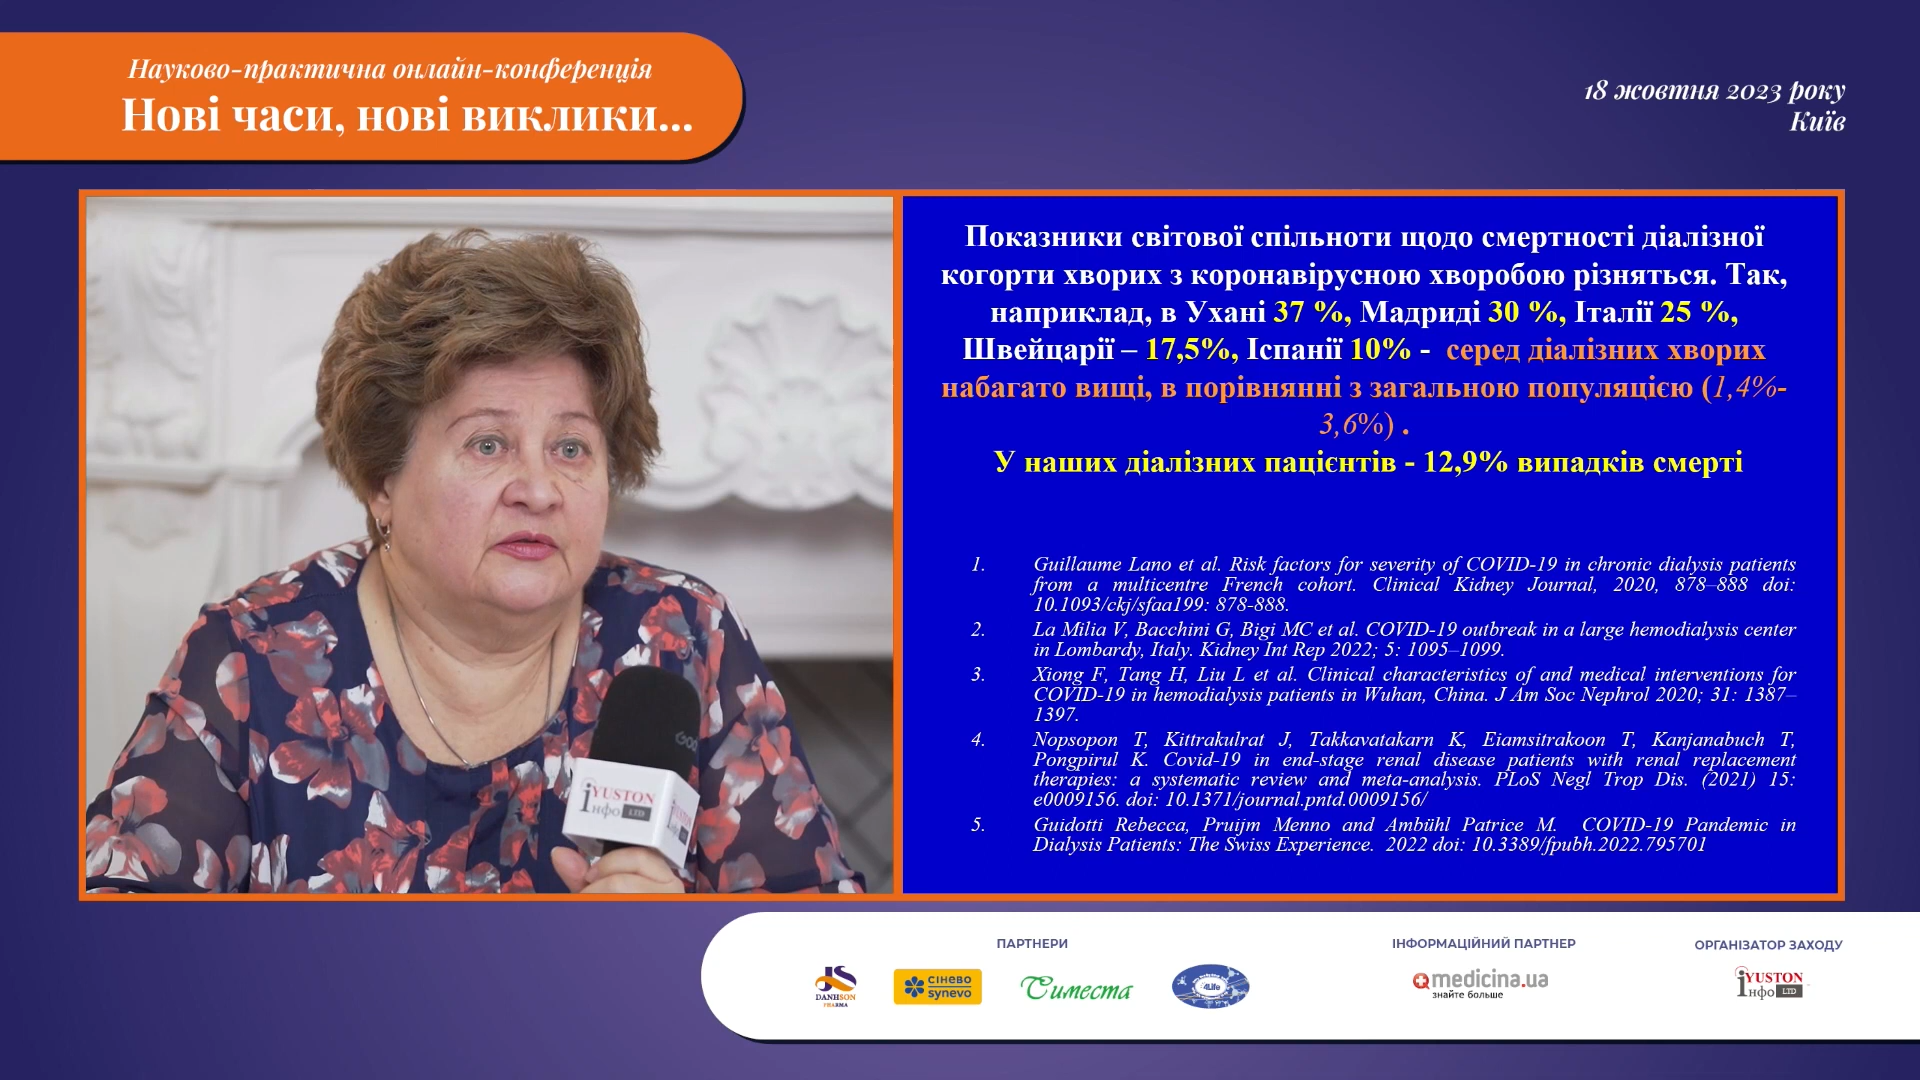 Науково-практична онлайн-конференція
Нові часи, нові виклики...
18 жовтня 2023 року
Київ
Показники світової спільноти щодо смертності діалізної
когорти хворих з коронавірусною хворобою різняться. Так,
наприклад, в Ухані 37 %, Мадриді 30 %, Італії 25 %,
Швейцарії – 17,5%, Іспанії 10% - серед діалізних хворих
набагато вищі, в порівнянні з загальною популяцією (1,4%-
3,6%) .
У наших діалізних пацієнтів - 12,9% випадків смерті
1. Guillaume Lano et al. Risk factors for severity of COVID-19 in chronic dialysis patients
from a multicentre French cohort. Clinical Kidney Journal, 2020, 878–888 doi:
10.1093/ckj/sfaa199: 878-888.
2. La Milia V, Bacchini G, Bigi MC et al. COVID-19 outbreak in a large hemodialysis center
in Lombardy, Italy. Kidney Int Rep 2022; 5: 1095–1099.
3. Xiong F, Tang H, Liu L et al. Clinical characteristics of and medical interventions for
COVID-19 in hemodialysis patients in Wuhan, China. J Am Soc Nephrol 2020; 31: 1387–
1397.
4. Nopsopon T, Kittrakulrat J, Takkavatakarn K, Eiamsitrakoon T, Kanjanabuch T,
Pongpirul K. Covid-19 in end-stage renal disease patients with renal replacement
therapies: a systematic review and meta-analysis. PLoS Negl Trop Dis. (2021) 15:
e0009156. doi: 10.1371/journal.pntd.0009156/
5. Guidotti Rebecca, Pruijm Menno and Ambühl Patrice M. COVID-19 Pandemic in
Dialysis Patients: The Swiss Experience. 2022 doi: 10.3389/fpubh.2022.795701
iYUSTON
Інфо LTD
ПАРТНЕРИ
DANHSON
PHARMA
СІНЕВО
synevo
Симеста
4Life
ІНФОРМАЦІЙНИЙ ПАРТНЕР
medicina.ua
знайте больше
ОРГАНІЗАТОР ЗАХОДУ
iYUSTON
Інфо LTD